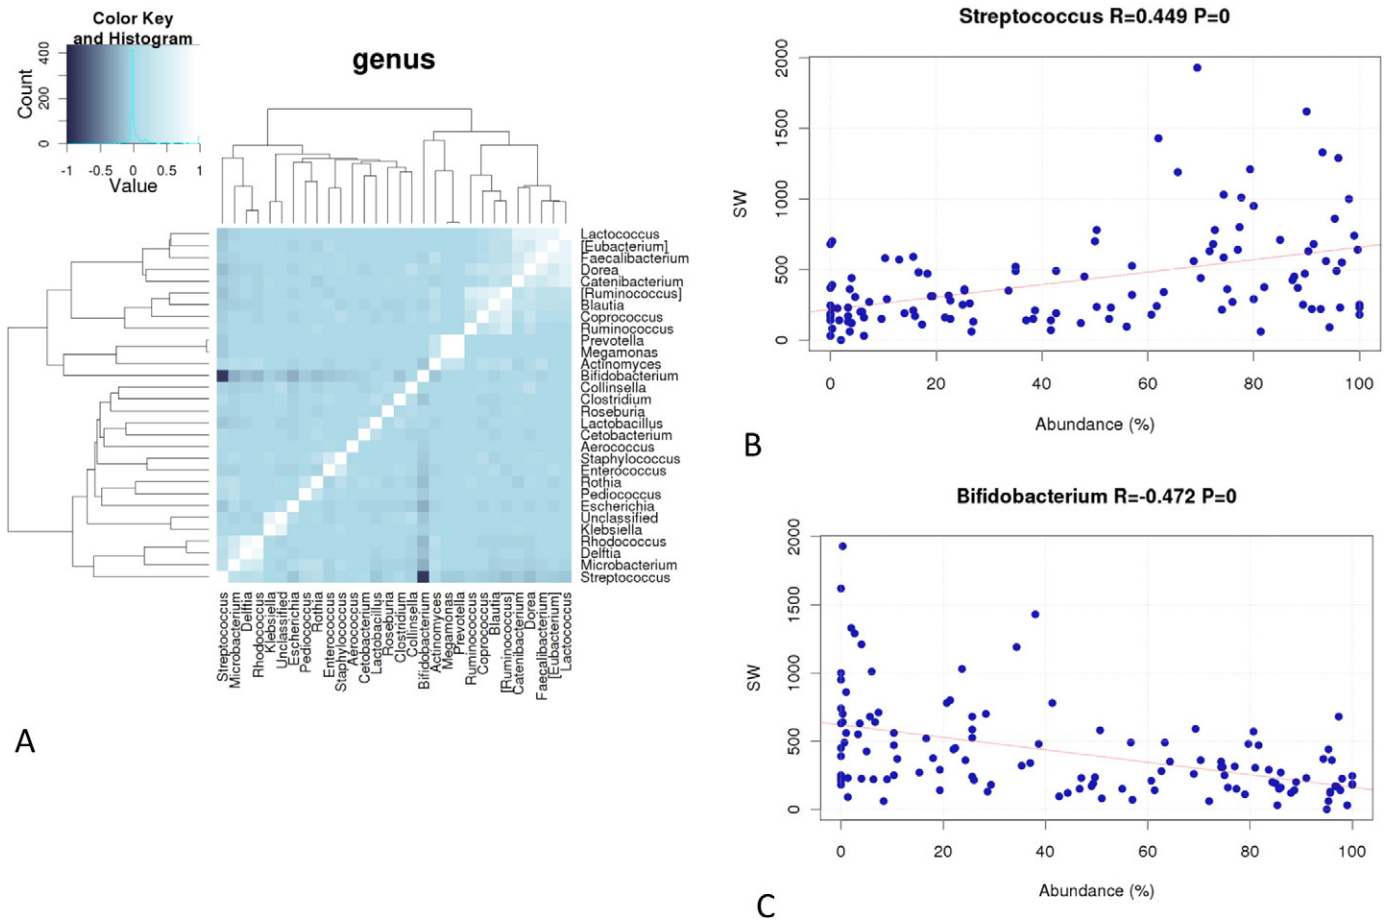 Color Key
and Histogram
Count
0
200
400
-1 -0.5 0 0.5 1
Value
genus
Lactococcus
[Eubacterium]
Faecalibacterium
Dorea
Catenibacterium
[Ruminococcus]
Blautia
Coprococcus
Ruminococcus
Prevotella
Megamonas
Actinomyces
Bifidobacterium
Collinsella
Clostridium
Roseburia
Lactobacillus
Cetobacterium
Aerococcus
Staphylococcus
Enterococcus
Rothia
Pediococcus
Escherichia
Unclassified
Klebsiella
Rhodococcus
Delftia
Microbacterium
Streptococcus
Streptococcus
Microbacterium
Delftia
Rhodococcus
Klebsiella
Unclassified
Escherichia
Pediococcus
Rothia
Enterococcus
Staphylococcus
Aerococcus
Cetobacterium
Lactobacillus
Roseburia
Clostridium
Collinsella
Bifidobacterium
Actinomyces
Megamonas
Prevotella
Ruminococcus
Coprococcus
Blautia
[Ruminococcus]
Catenibacterium
Dorea
Faecalibacterium
[Eubacterium]
Lactococcus
A
Streptococcus R=0.449 P=0
SW
0
500
1000
1500
2000
0 20 40 60 80 100
Abundance (%)
B
Bifidobacterium R=-0.472 P=0
SW
0
500
1000
1500
2000
0 20 40 60 80 100
Abundance (%)
C